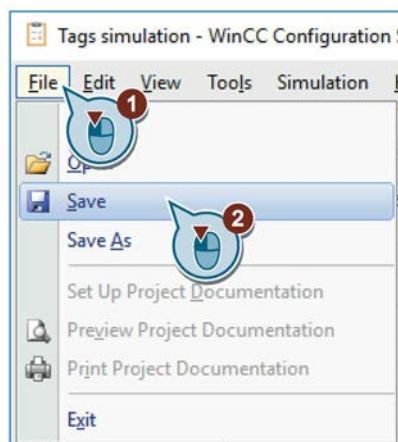 Tags simulation - WinCC Configuration
File Edit View Tools Simulation
1
Save
2
Save As
Set Up Project Documentation
Preview Project Documentation
Print Project Documentation
Exit